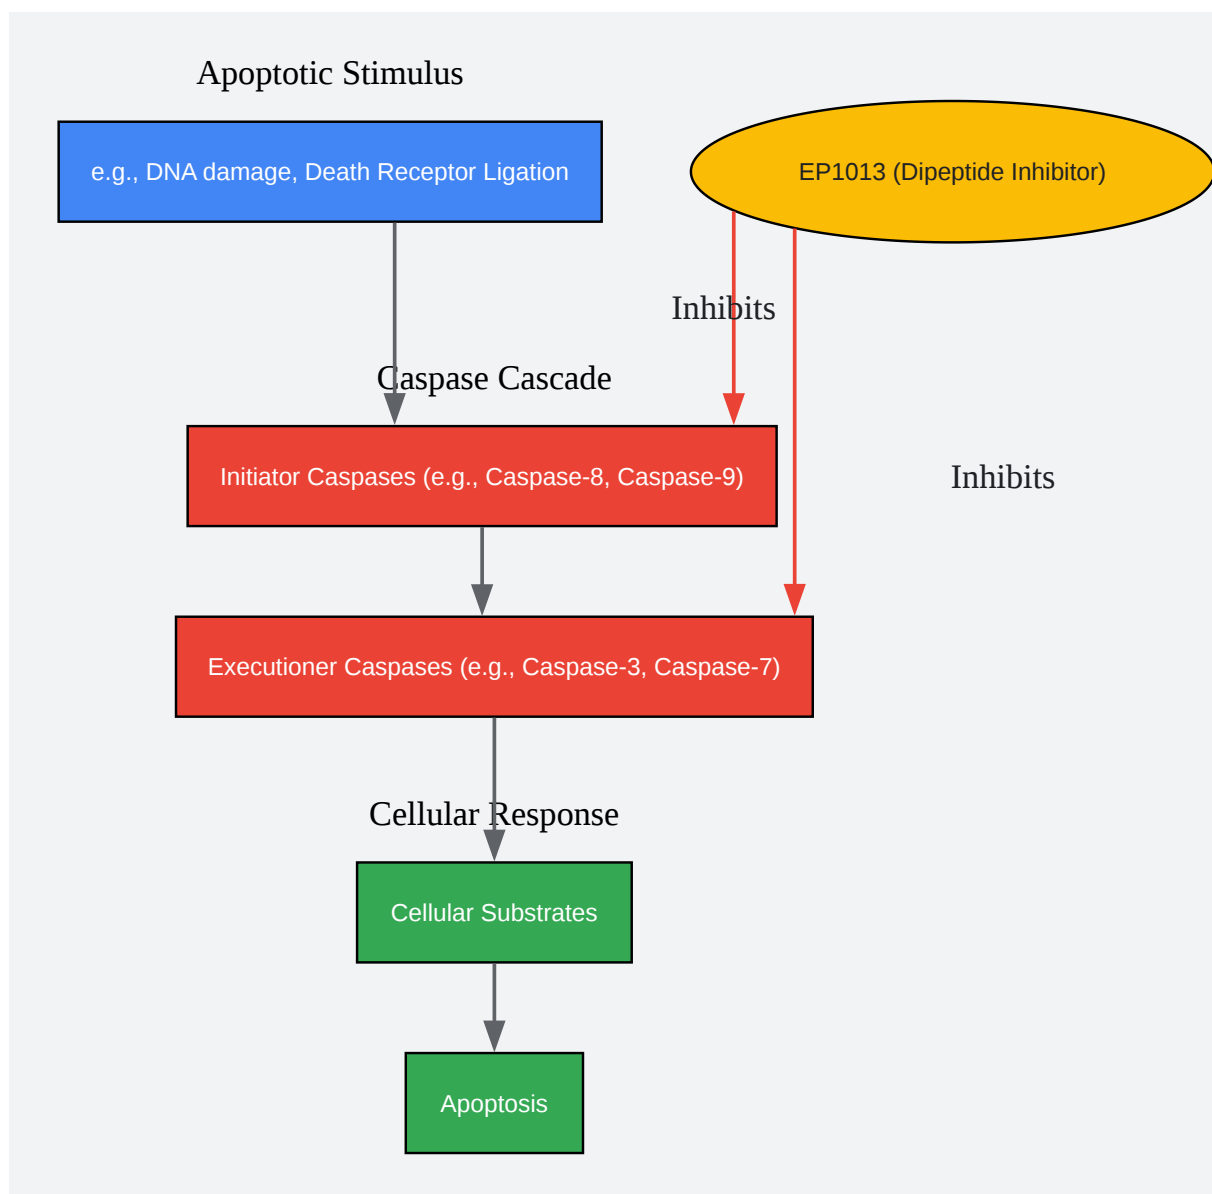 Apoptotic Stimulus
e.g., DNA damage, Death Receptor Ligation
EP1013 (Dipeptide Inhibitor)
Inhibits
Caspase Cascade
Initiator Caspases (e.g., Caspase-8, Caspase-9)
Inhibits
Executioner Caspases (e.g., Caspase-3, Caspase-7)
Cellular Response
Cellular Substrates
Apoptosis